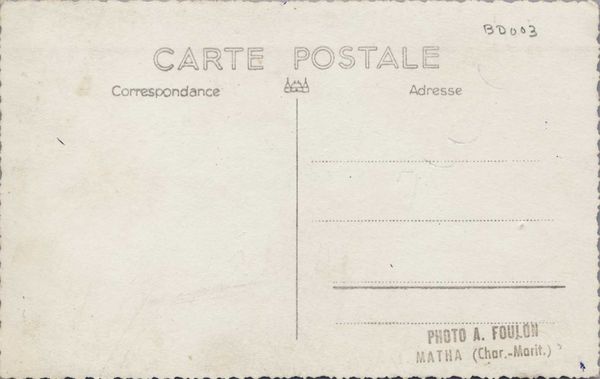 BD003
CARTE POSTALE
Correspondance
Adresse
PHOTO A. FOULON
MATHA (Char.-Marit.)